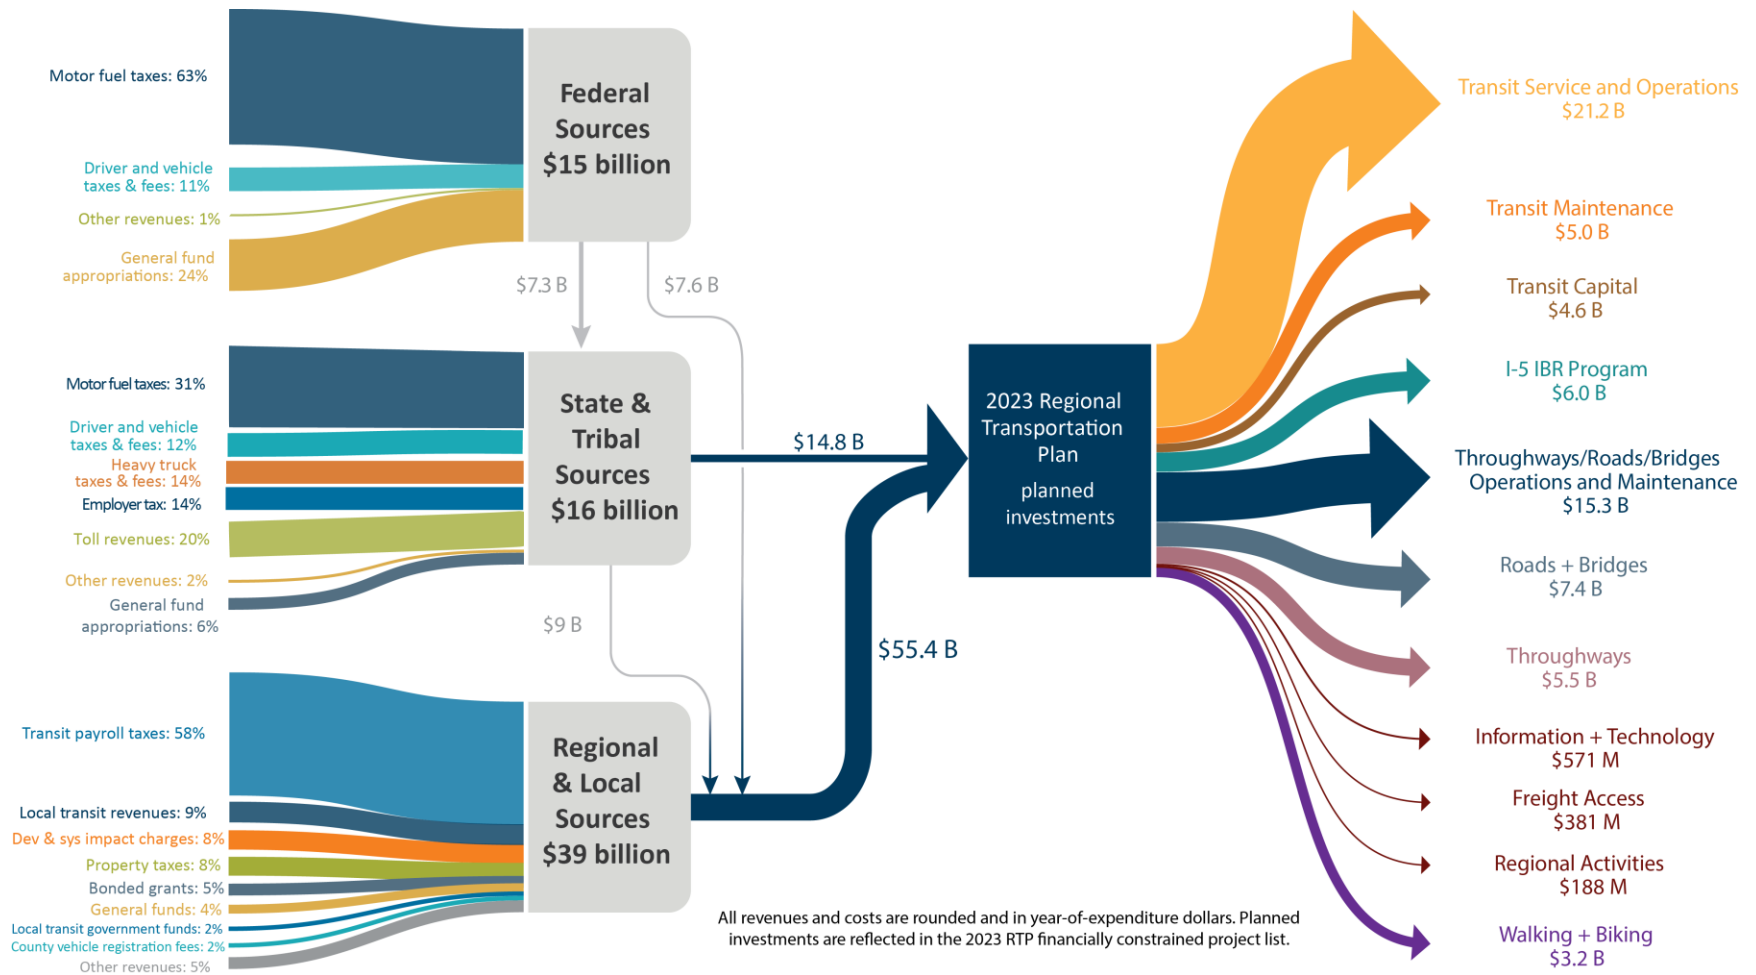 Motor fuel taxes: 63%
Driver and vehicle
taxes & fees: 11%
Other revenues: 1%
General fund
appropriations: 24%
Federal
Sources
$15 billion
$7.3 B
$7.6 B
Motor fuel taxes: 31%
Driver and vehicle
taxes & fees: 12%
Heavy truck
taxes & fees: 14%
Employer tax: 14%
Toll revenues: 20%
Other revenues: 2%
General fund
appropriations: 6%
State &
Tribal
Sources
$16 billion
$14.8 B
$9 B
$55.4 B
Transit payroll taxes: 58%
Local transit revenues: 9%
Dev & sys impact charges: 8%
Property taxes: 8%
Bonded grants: 5%
General funds: 4%
Local transit government funds: 2%
County vehicle registration fees: 2%
Other revenues: 5%
Regional
& Local
Sources
$39 billion
2023 Regional
Transportation
Plan
planned
investments
Transit Service and Operations
$21.2 B
Transit Maintenance
$5.0 B
Transit Capital
$4.6 B
I-5 IBR Program
$6.0 B
Throughways/Roads/Bridges
Operations and Maintenance
$15.3 B
Roads + Bridges
$7.4 B
Throughways
$5.5 B
Information + Technology
$571 M
Freight Access
$381 M
Regional Activities
$188 M
Walking + Biking
$3.2 B
All revenues and costs are rounded and in year-of-expenditure dollars. Planned
investments are reflected in the 2023 RTP financially constrained project list.